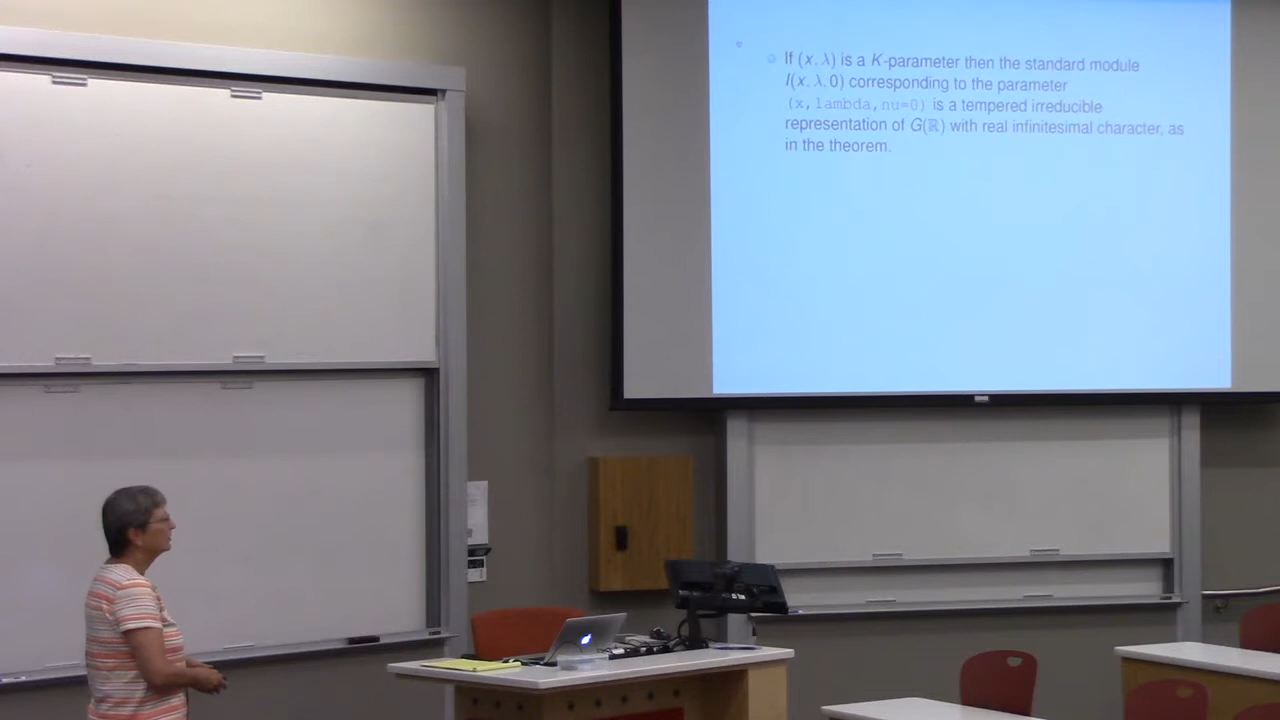 If (x, λ) is a K-parameter then the standard module
I(x, λ, 0) corresponding to the parameter
(x,lambda,nu=0) is a tempered irreducible
representation of G(ℝ) with real infinitesimal character, as
in the theorem.